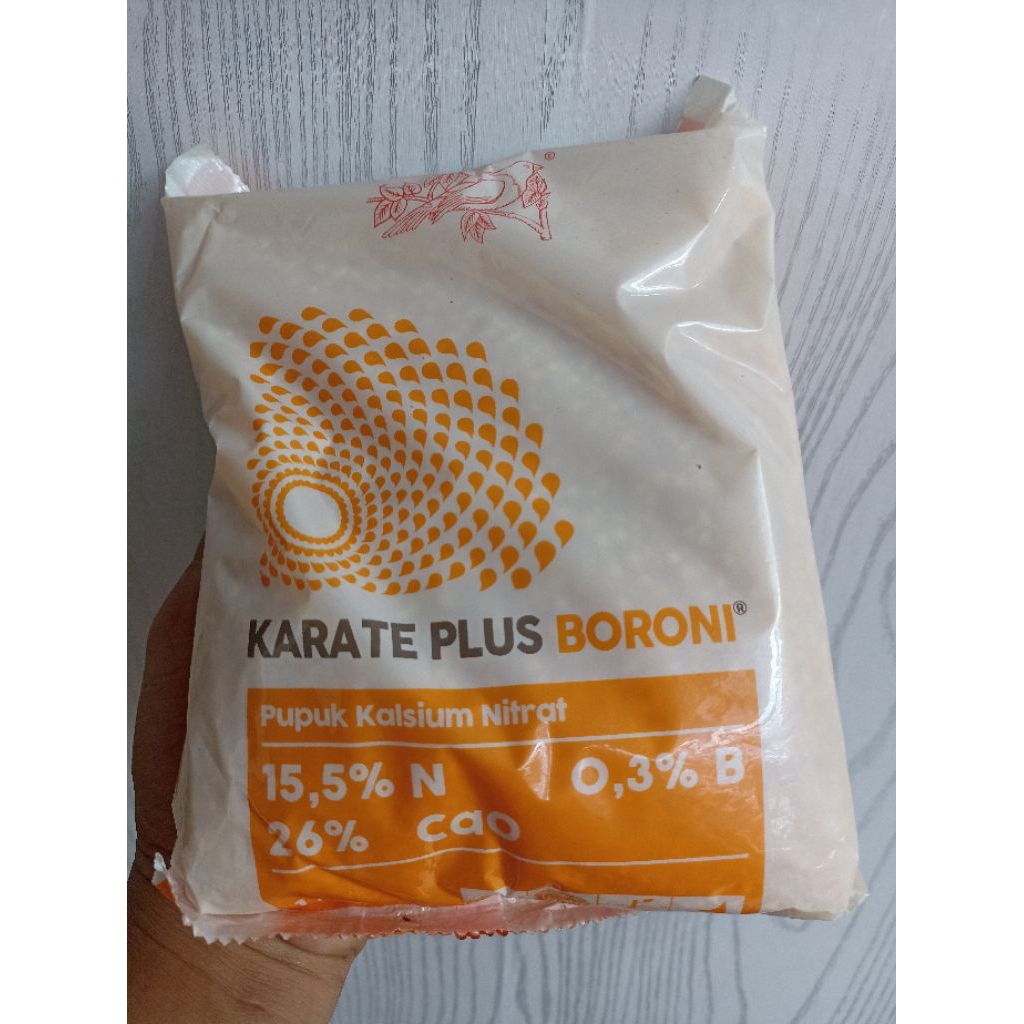 KARATE PLUS BORONI®
Pupuk Kalsium Nitrat
15,5% N 0,3% B
26% cao